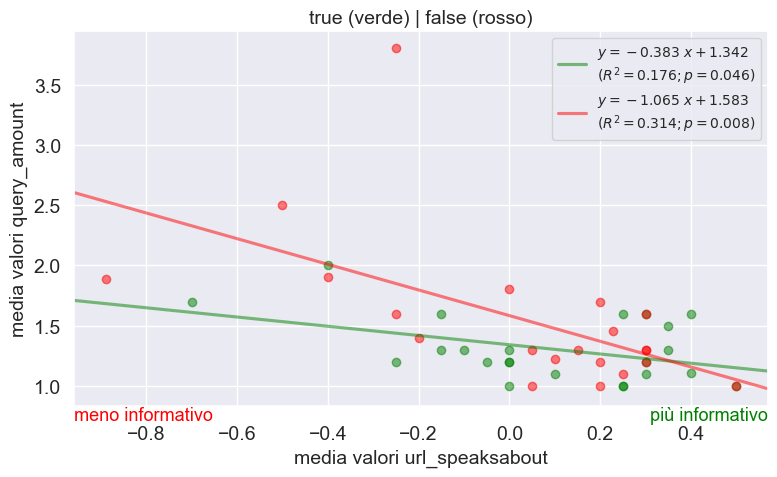 true (verde) | false (rosso)
y = −0.383 x + 1.342
(R² = 0.176; p = 0.046)
y = −1.065 x + 1.583
(R² = 0.314; p = 0.008)
media valori query_amount
3.5
3.0
2.5
2.0
1.5
1.0
meno informativo
più informativo
−0.8
−0.6
−0.4
−0.2
0.0
0.2
0.4
media valori url_speaksabout